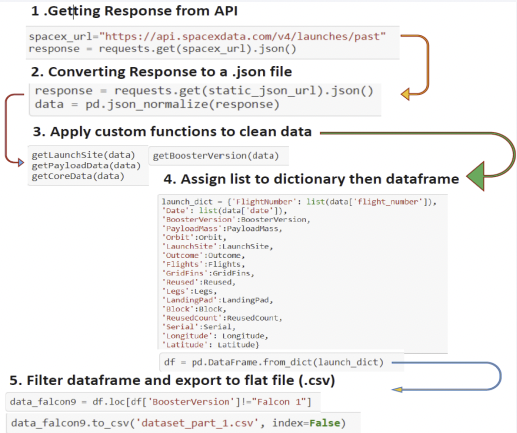 1 .Getting Response from API
spacex_url="https://api.spacexdata.com/v4/launches/past"
response = requests.get(spacex_url).json()
2. Converting Response to a .json file
response = requests.get(static_json_url).json()
data = pd.json_normalize(response)
3. Apply custom functions to clean data
getLaunchSite(data)
getPayloadData(data)
getCoreData(data)
getBoosterVersion(data)
4. Assign list to dictionary then dataframe
launch_dict = {'FlightNumber': list(data['flight_number']),
'Date': list(data['date']),
'BoosterVersion':BoosterVersion,
'PayloadMass':PayloadMass,
'Orbit':Orbit,
'LaunchSite':LaunchSite,
'Outcome':Outcome,
'Flights':Flights,
'GridFins':GridFins,
'Reused':Reused,
'Legs':Legs,
'LandingPad':LandingPad,
'Block':Block,
'ReusedCount':ReusedCount,
'Serial':Serial,
'Longitude': Longitude,
'Latitude': Latitude}
df = pd.DataFrame.from_dict(launch_dict)
5. Filter dataframe and export to flat file (.csv)
data_falcon9 = df.loc[df['BoosterVersion']!="Falcon 1"]
data_falcon9.to_csv('dataset_part_1.csv', index=False)